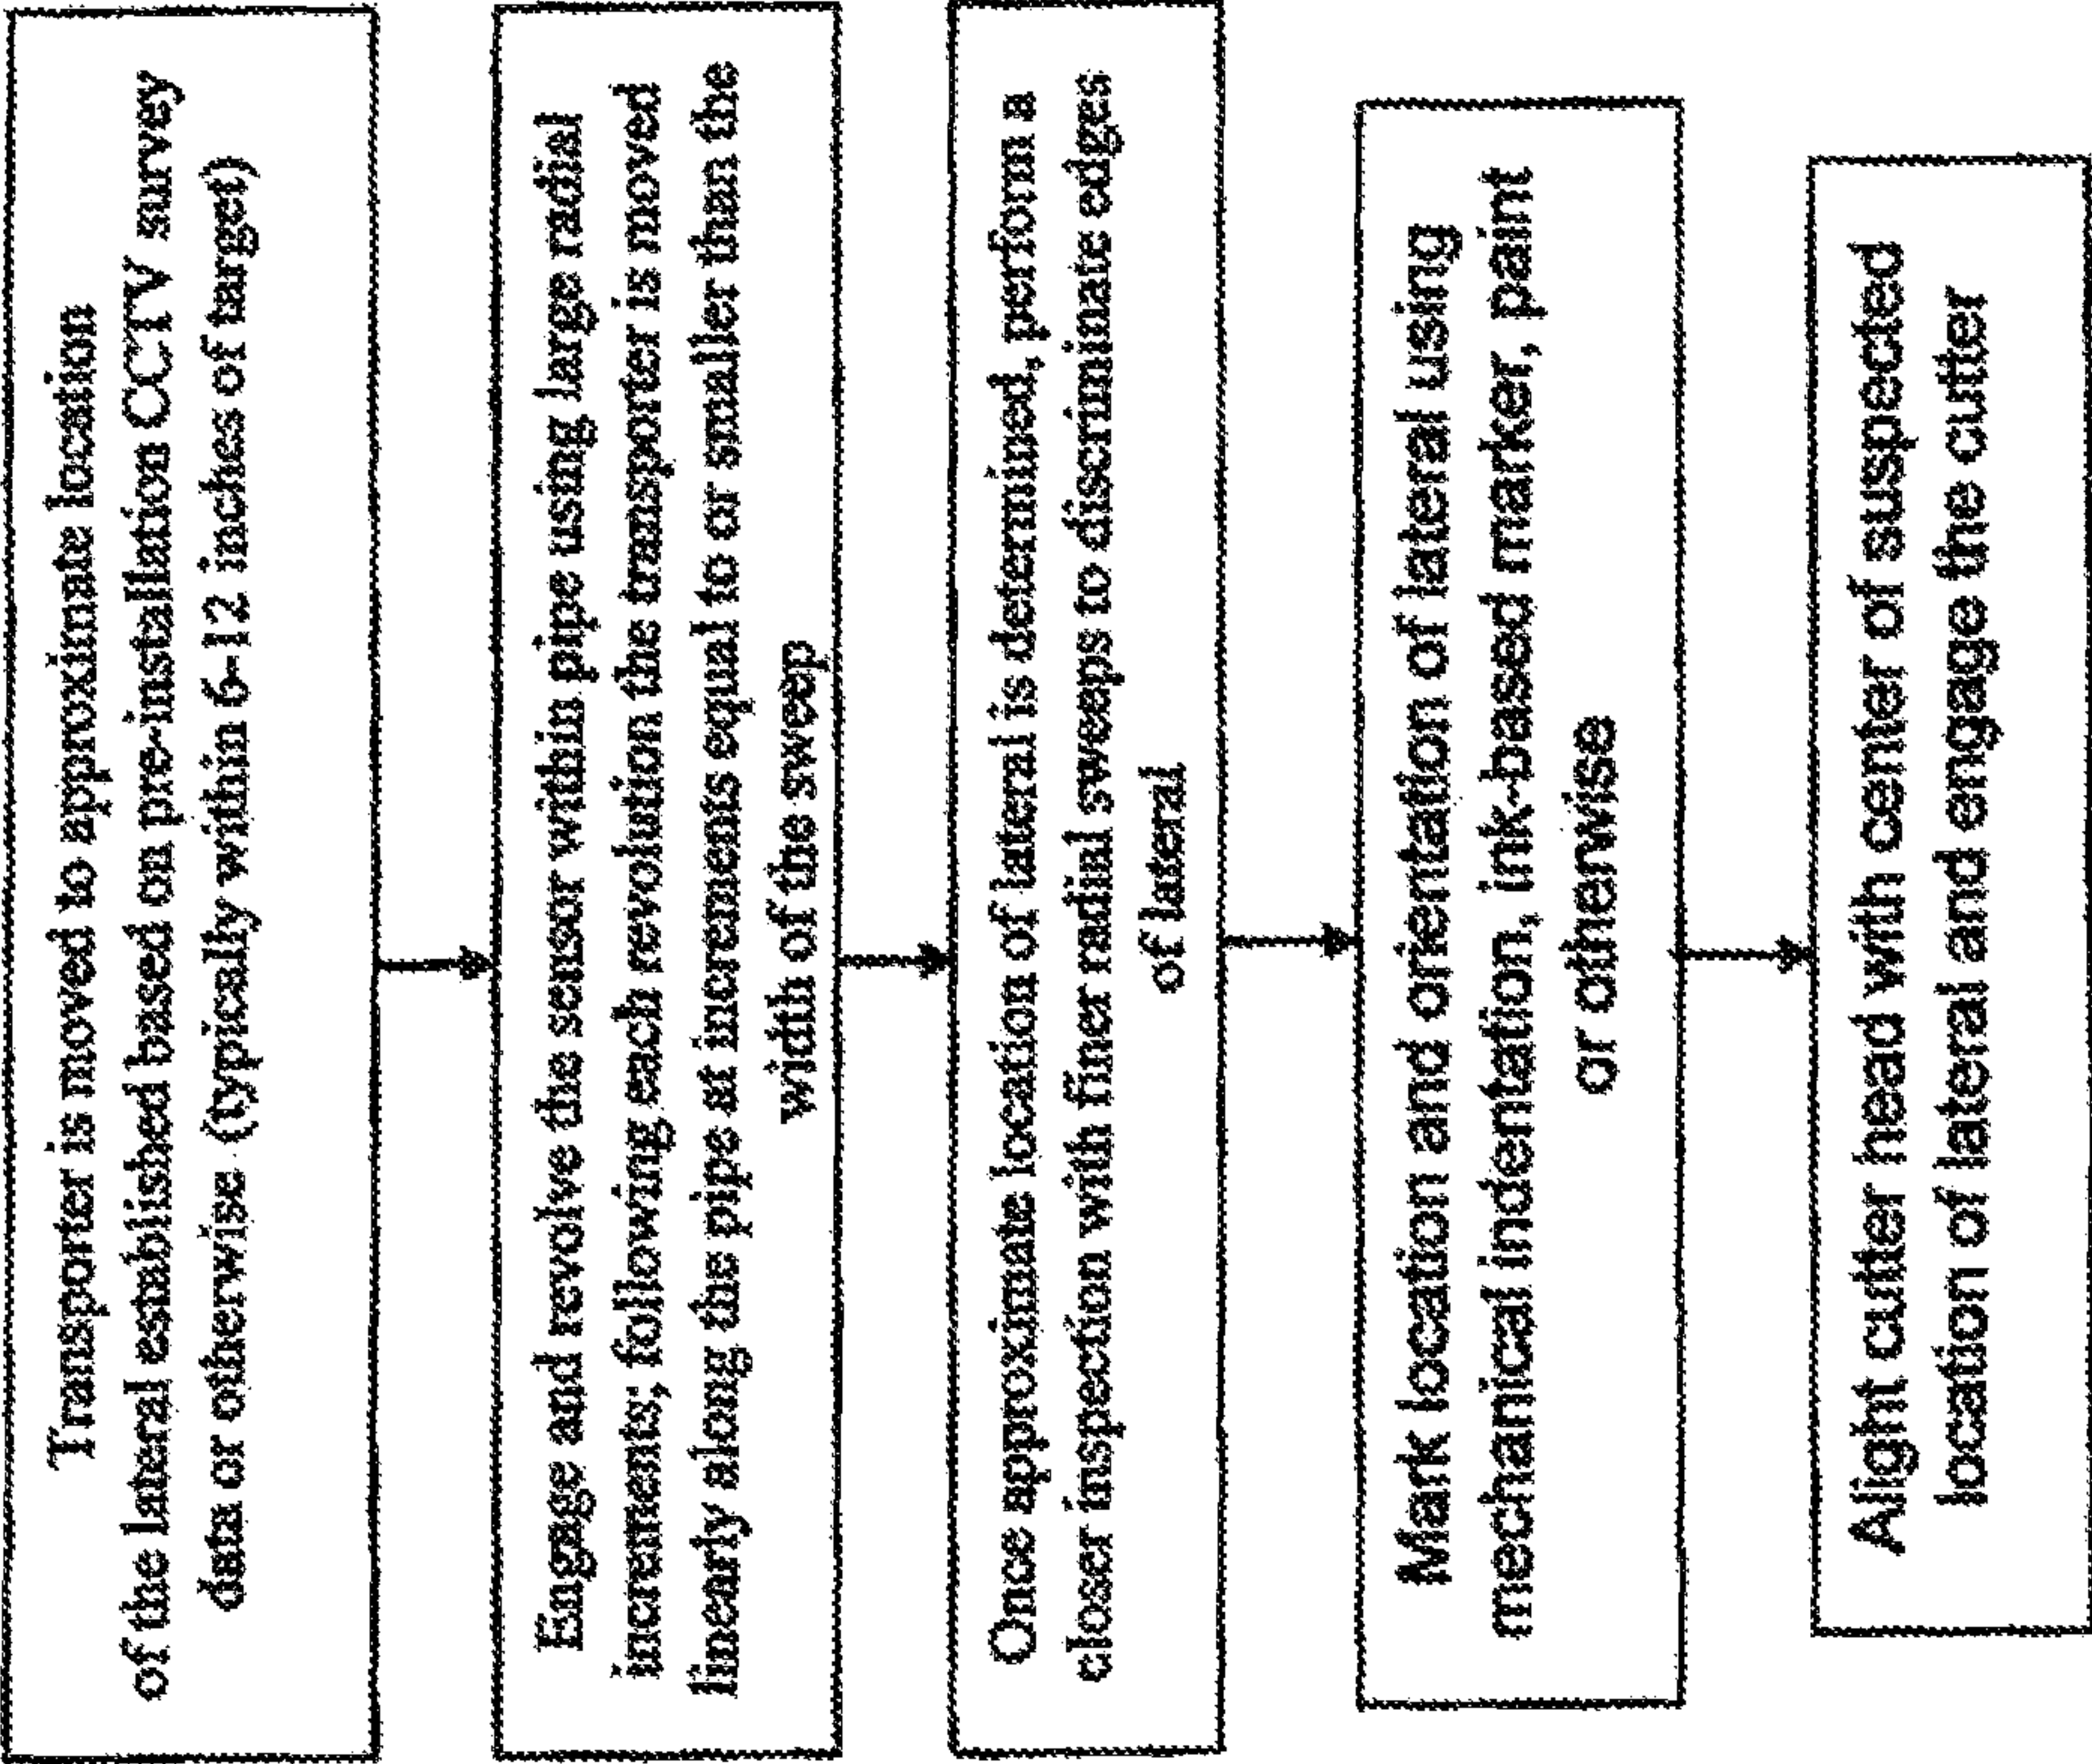 Transporter is moved to approximate location
of the lateral established based on pre-installation CCTV survey
data or otherwise (typically within 6-12 inches of target)
Engage and revolve the sensor within pipe using large radial
increments; following each revolution the transporter is moved
linearly along the pipe at increments equal to or smaller than the
width of the sweep
Once approximate location of lateral is determined, perform a
closer inspection with finer radial sweeps to discriminate edges
of lateral
Mark location and orientation of lateral using
mechanical indentation, ink-based marker, paint
or otherwise
Alight cutter head with center of suspected
location of lateral and engage the cutter